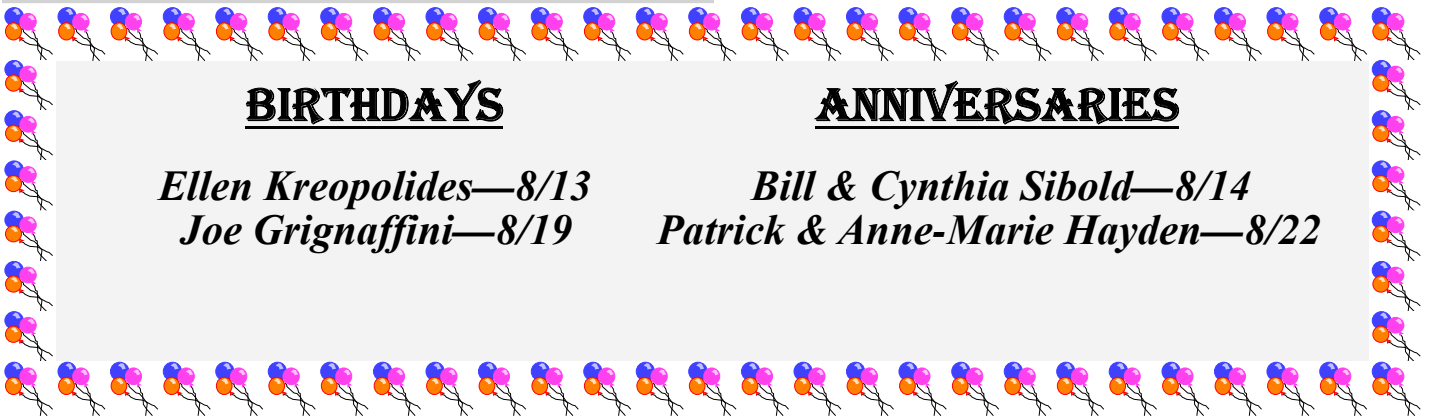 BIRTHDAYS
Ellen Kreopolides—8/13
Joe Grignaffini—8/19
ANNIVERSARIES
Bill & Cynthia Sibold—8/14
Patrick & Anne-Marie Hayden—8/22